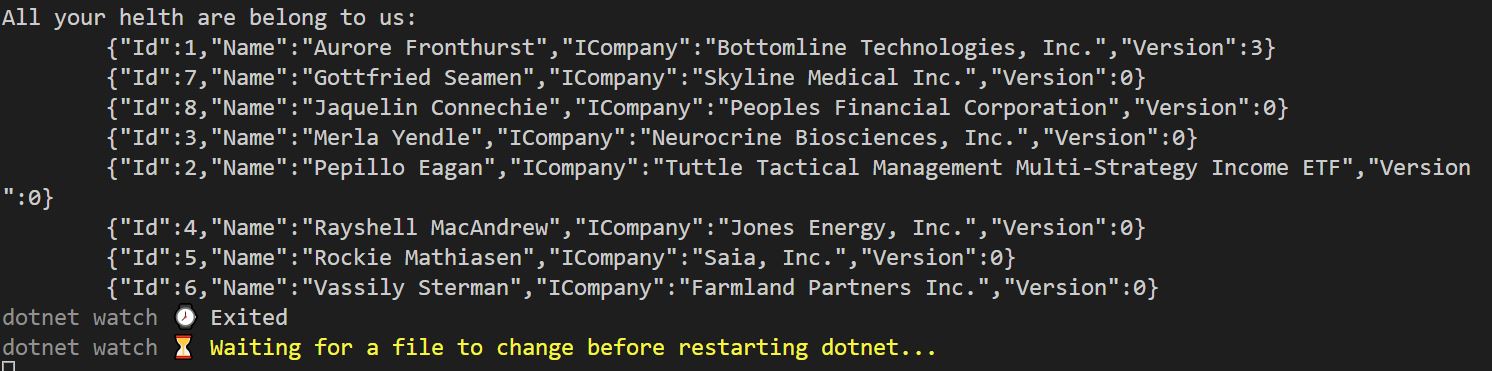 All your helth are belong to us:
{"Id":1,"Name":"Aurore Fronthurst","ICompany":"Bottomline Technologies, Inc.","Version":3}
{"Id":7,"Name":"Gottfried Seamen","ICompany":"Skyline Medical Inc.","Version":0}
{"Id":8,"Name":"Jaquelin Connechie","ICompany":"Peoples Financial Corporation","Version":0}
{"Id":3,"Name":"Merla Yendle","ICompany":"Neurocrine Biosciences, Inc.","Version":0}
{"Id":2,"Name":"Pepillo Eagan","ICompany":"Tuttle Tactical Management Multi-Strategy Income ETF","Version
":0}
{"Id":4,"Name":"Rayshell MacAndrew","ICompany":"Jones Energy, Inc.","Version":0}
{"Id":5,"Name":"Rockie Mathiasen","ICompany":"Saia, Inc.","Version":0}
{"Id":6,"Name":"Vassily Sterman","ICompany":"Farmland Partners Inc.","Version":0}
dotnet watch ⌚ Exited
dotnet watch ⏳ Waiting for a file to change before restarting dotnet...